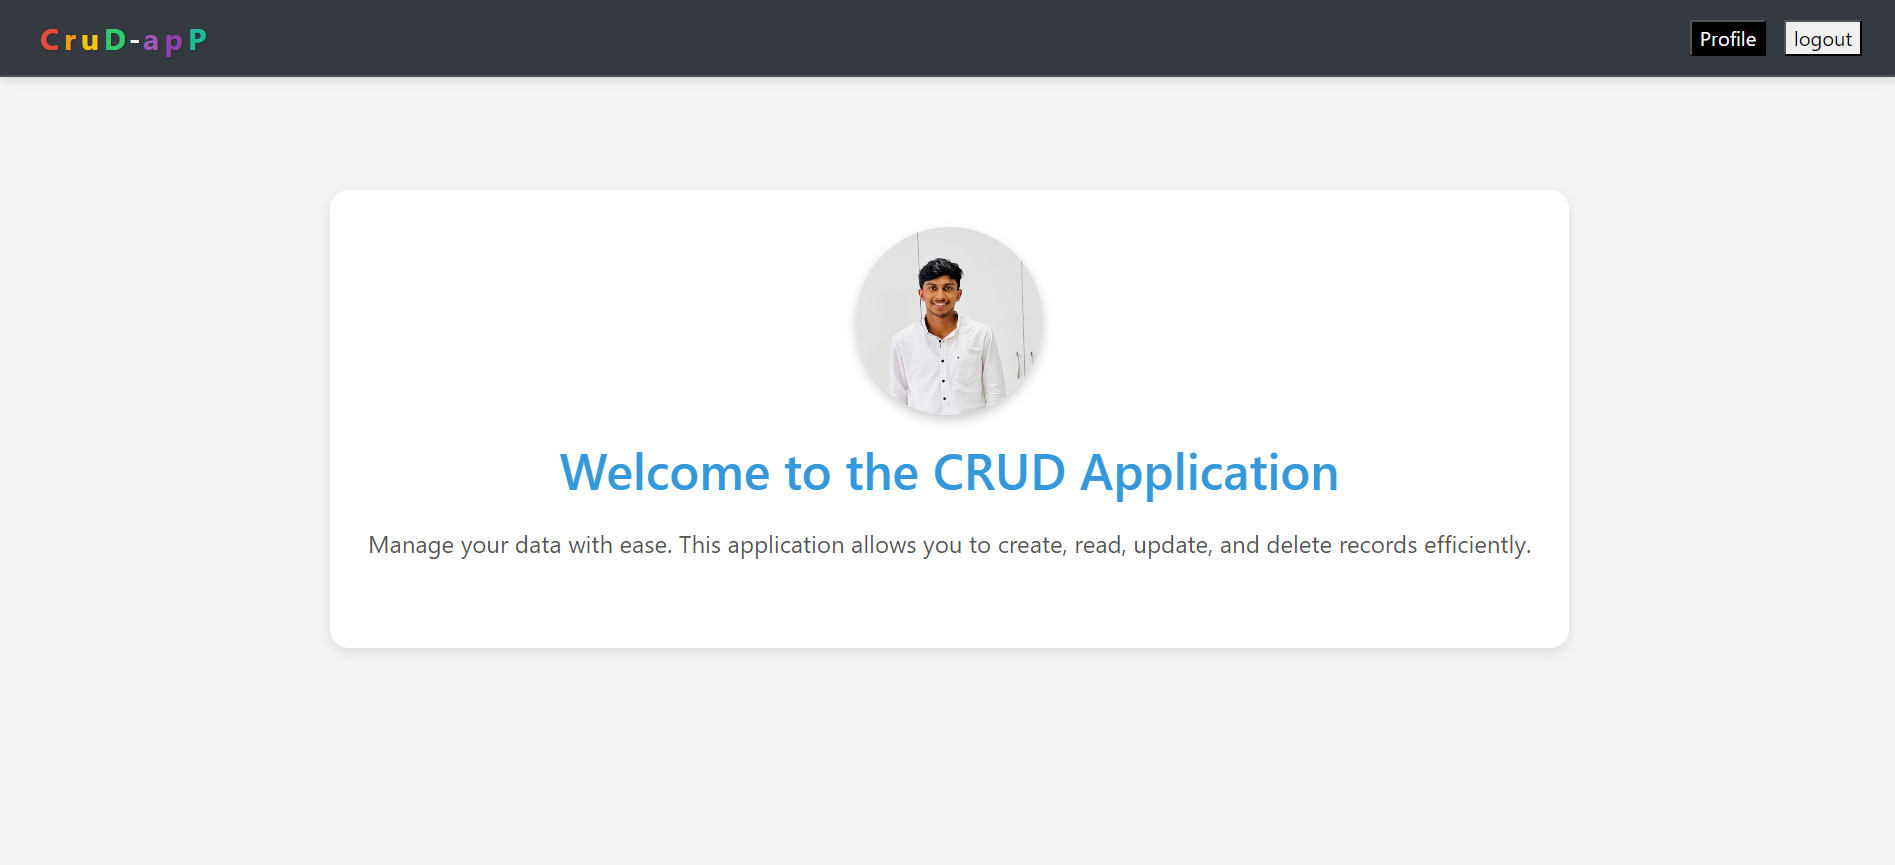 CruD-apP
Profile
logout
Welcome to the CRUD Application
Manage your data with ease. This application allows you to create, read, update, and delete records efficiently.